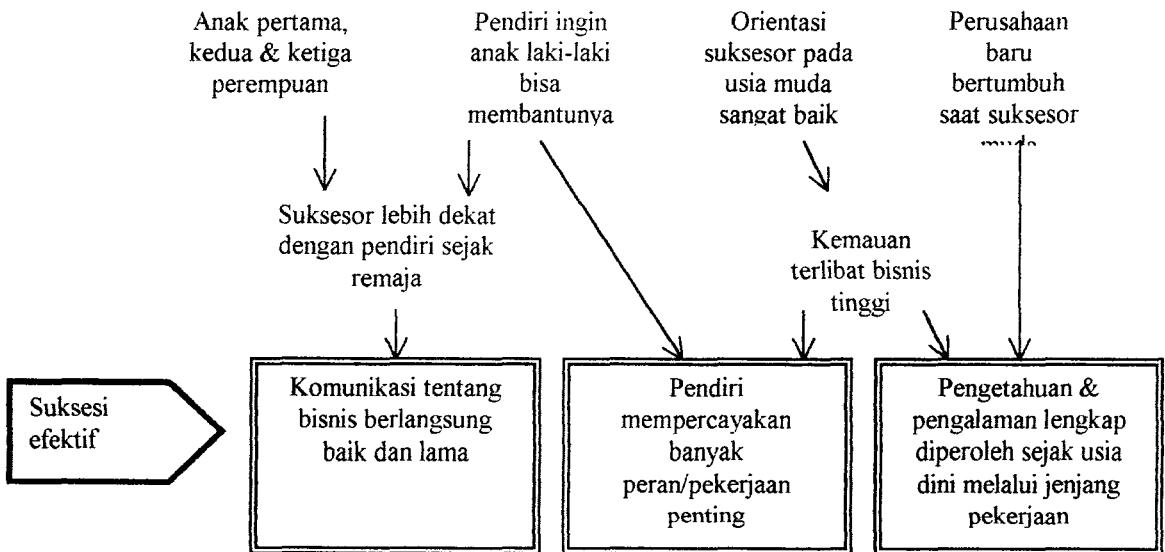 Anak pertama,
kedua & ketiga
perempuan
Pendiri ingin
anak laki-laki
bisa
membantunya
Orientasi
suksesor pada
usia muda
sangat baik
Perusahaan
baru
bertumbuh
saat suksesor
muda
Suksesor lebih dekat
dengan pendiri sejak
remaja
Kemauan
terlibat bisnis
tinggi
Suksesi
efektif
Komunikasi tentang
bisnis berlangsung
baik dan lama
Pendiri
mempercayakan
banyak
peran/pekerjaan
penting
Pengetahuan &
pengalaman lengkap
diperoleh sejak usia
dini melalui jenjang
pekerjaan